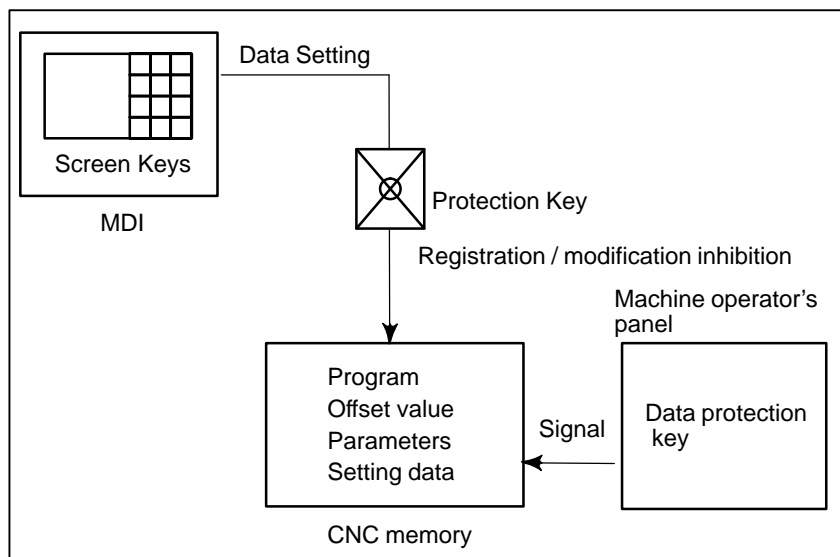 Data Setting
Screen Keys
MDI
Protection Key
Registration / modification inhibition
Machine operator’s
panel
Program
Offset value
Parameters
Setting data
Signal
Data protection
key
CNC memory